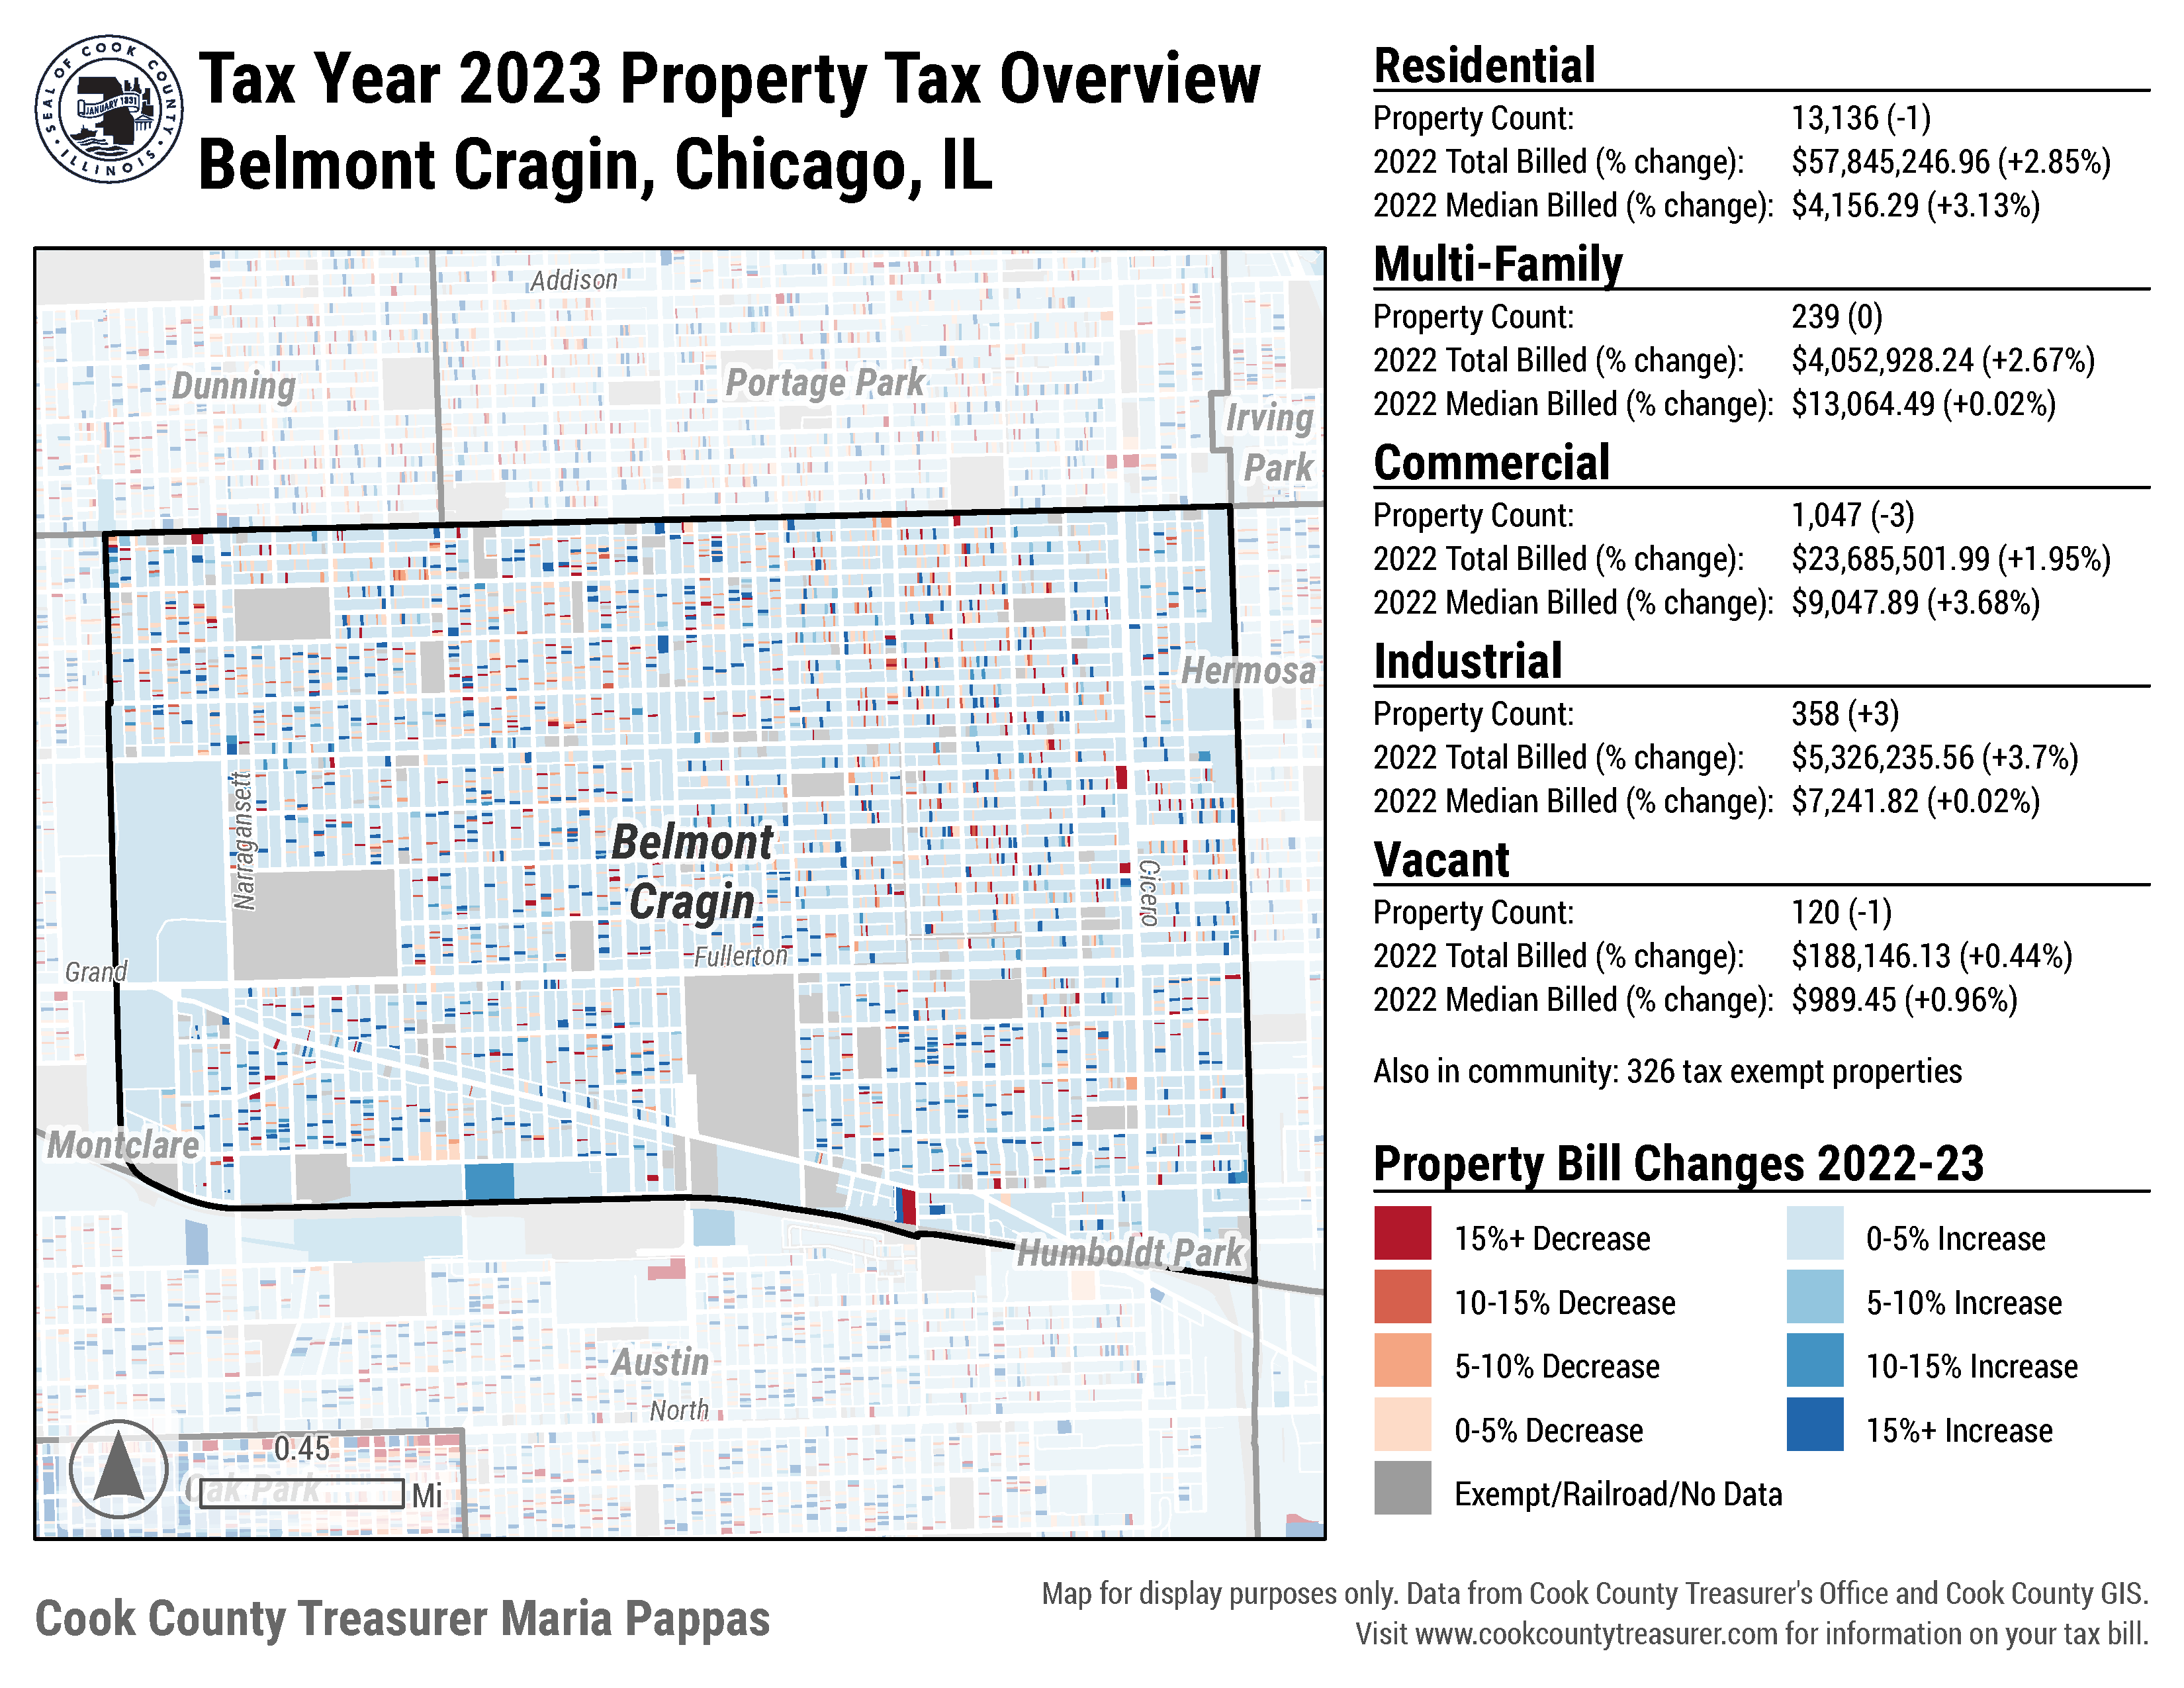 SEAL OF COOK COUNTY
ILLINOIS
JANUARY 1831
Tax Year 2023 Property Tax Overview
Belmont Cragin, Chicago, IL
Addison
Dunning
Portage Park
Irving
Park
Hermosa
Narragansett
Belmont
Cragin
Cicero
Fullerton
Grand
Montclare
Humboldt Park
Austin
North
0.45
Oak Park
Mi
Residential
Property Count: 13,136 (-1)
2022 Total Billed (% change): $57,845,246.96 (+2.85%)
2022 Median Billed (% change): $4,156.29 (+3.13%)
Multi-Family
Property Count: 239 (0)
2022 Total Billed (% change): $4,052,928.24 (+2.67%)
2022 Median Billed (% change): $13,064.49 (+0.02%)
Commercial
Property Count: 1,047 (-3)
2022 Total Billed (% change): $23,685,501.99 (+1.95%)
2022 Median Billed (% change): $9,047.89 (+3.68%)
Industrial
Property Count: 358 (+3)
2022 Total Billed (% change): $5,326,235.56 (+3.7%)
2022 Median Billed (% change): $7,241.82 (+0.02%)
Vacant
Property Count: 120 (-1)
2022 Total Billed (% change): $188,146.13 (+0.44%)
2022 Median Billed (% change): $989.45 (+0.96%)
Also in community: 326 tax exempt properties
Property Bill Changes 2022-23
15%+ Decrease
10-15% Decrease
5-10% Decrease
0-5% Decrease
Exempt/Railroad/No Data
0-5% Increase
5-10% Increase
10-15% Increase
15%+ Increase
Cook County Treasurer Maria Pappas
Map for display purposes only. Data from Cook County Treasurer's Office and Cook County GIS.
Visit www.cookcountytreasurer.com for information on your tax bill.